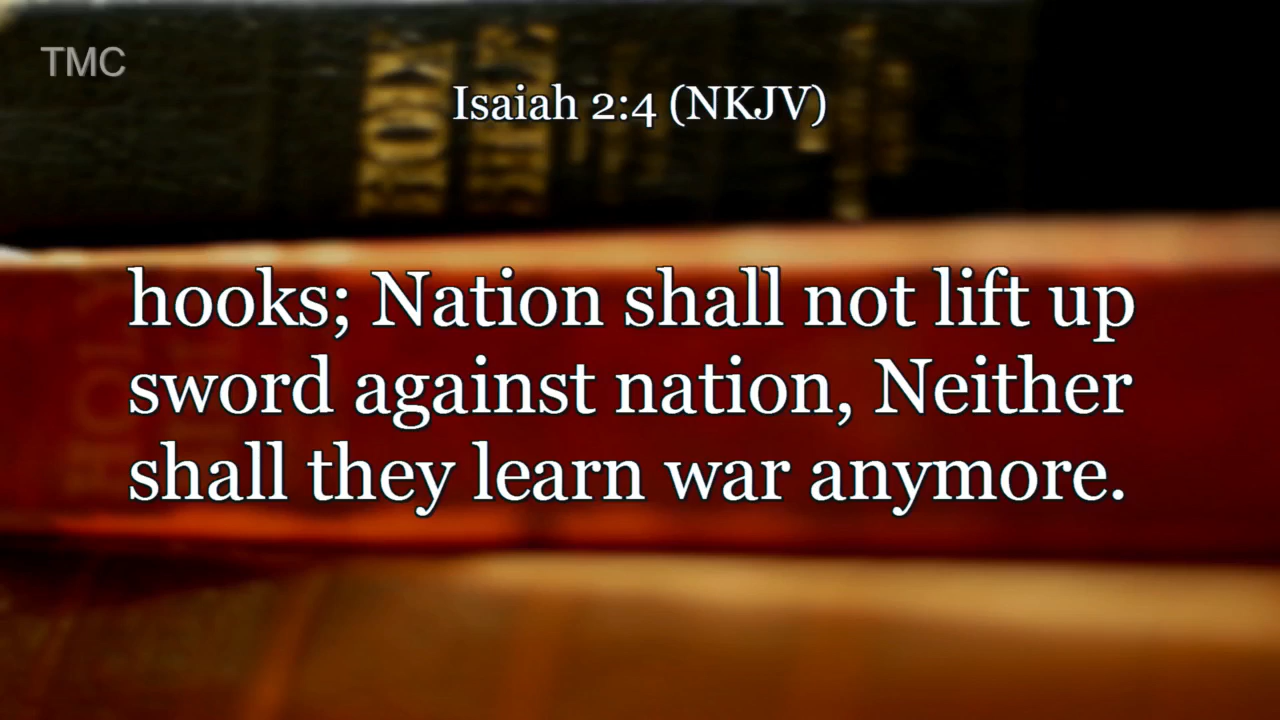 TMC
Isaiah 2:4 (NKJV)
hooks; Nation shall not lift up
sword against nation, Neither
shall they learn war anymore.